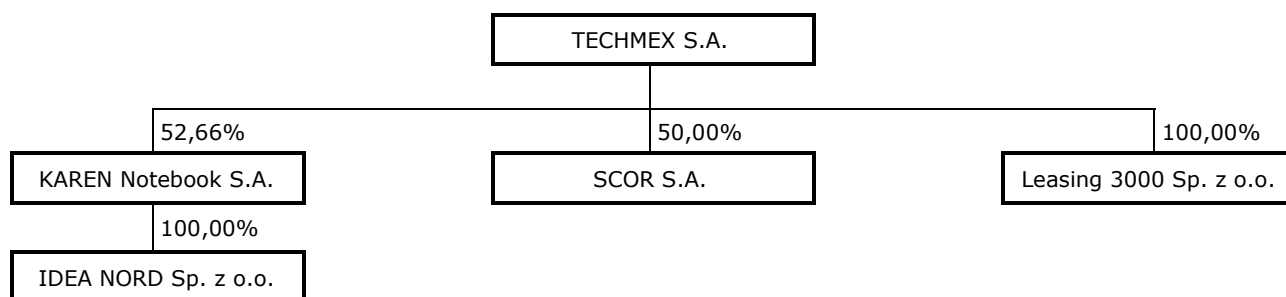 TECHMEX S.A.
52,66%
50,00%
100,00%
KAREN Notebook S.A.
SCOR S.A.
Leasing 3000 Sp. z o.o.
100,00%
IDEA NORD Sp. z o.o.